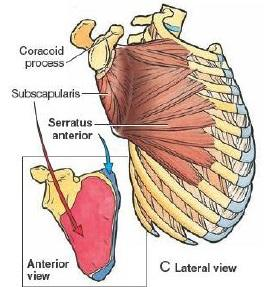 Coracoid
process
Subscapularis
Serratus
anterior
Anterior
view
C Lateral view